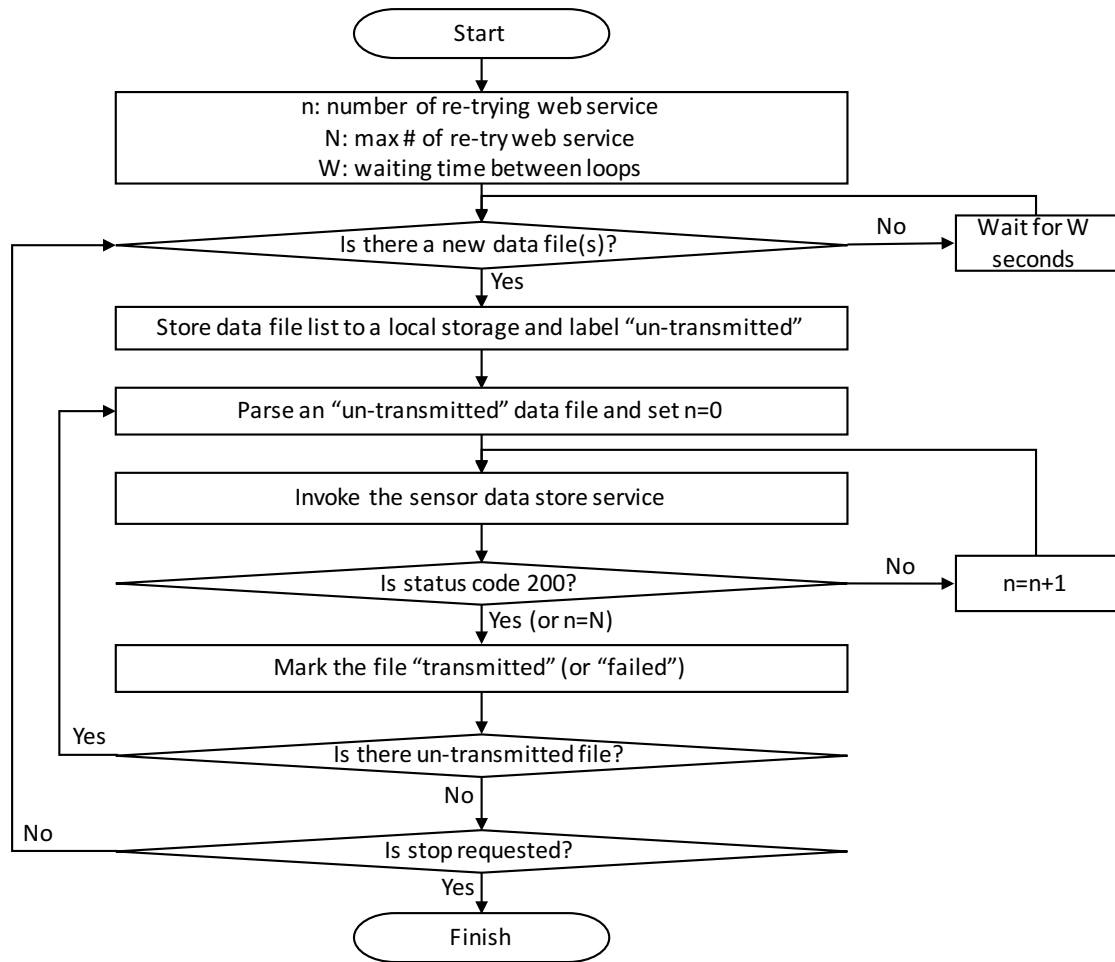 Start
n: number of re-trying web service
N: max # of re-try web service
W: waiting time between loops
Is there a new data file(s)?
No
Wait for W
seconds
Yes
Store data file list to a local storage and label “un-transmitted”
Parse an “un-transmitted” data file and set n=0
Invoke the sensor data store service
Is status code 200?
No
n=n+1
Yes (or n=N)
Mark the file “transmitted” (or “failed”)
Yes
Is there un-transmitted file?
No
No
Is stop requested?
Yes
Finish